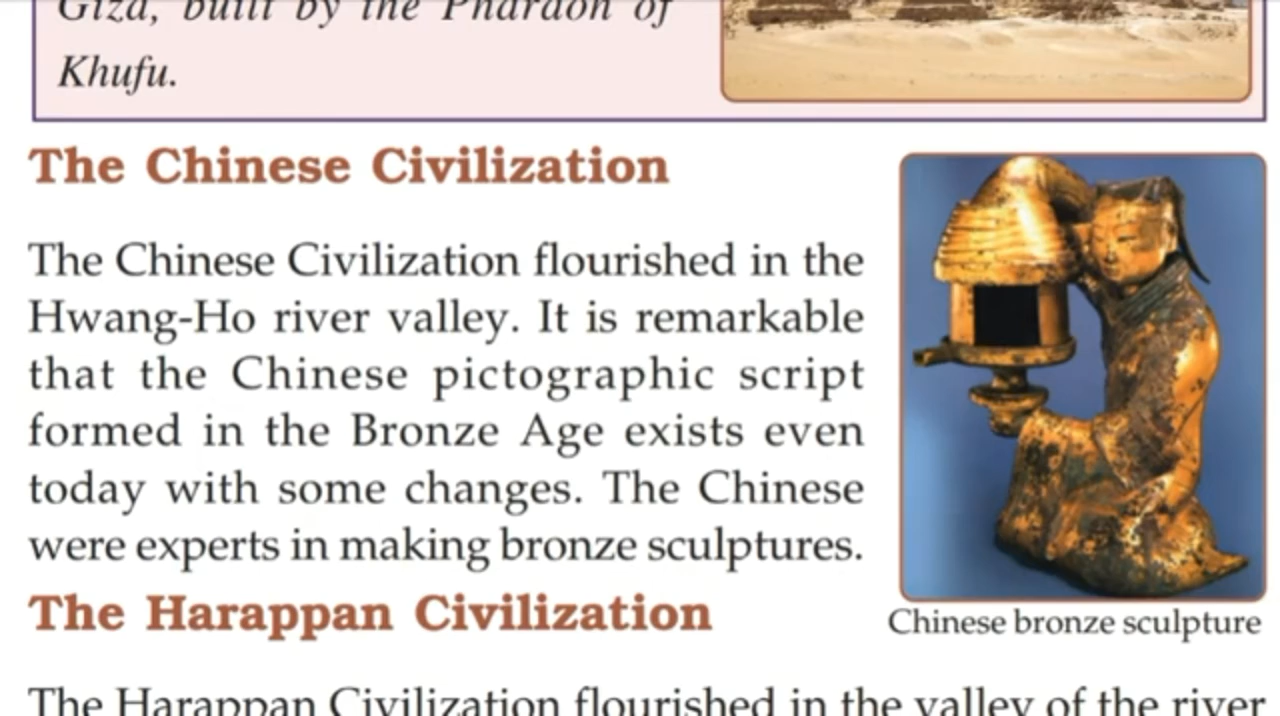 Giza, built by the Pharaoh of
Khufu.
The Chinese Civilization
The Chinese Civilization flourished in the
Hwang-Ho river valley. It is remarkable
that the Chinese pictographic script
formed in the Bronze Age exists even
today with some changes. The Chinese
were experts in making bronze sculptures.
Chinese bronze sculpture
The Harappan Civilization
The Harappan Civilization flourished in the valley of the river